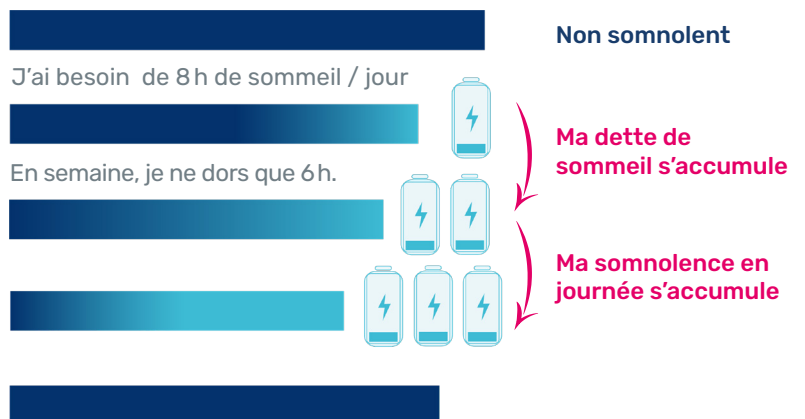 Non somnolent
J'ai besoin de 8 h de sommeil / jour
Ma dette de
sommeil s'accumule
En semaine, je ne dors que 6 h.
Ma somnolence en
journée s'accumule